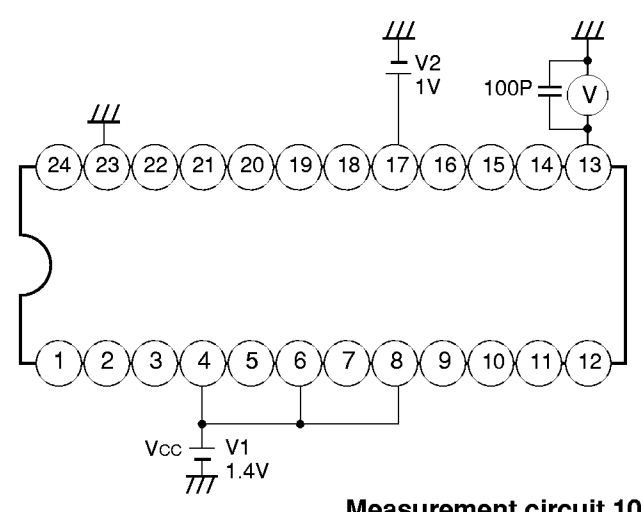 V2
1V
100P
V
24 23 22 21 20 19 18 17 16 15 14 13
1 2 3 4 5 6 7 8 9 10 11 12
VCC V1
1.4V
Measurement circuit 10